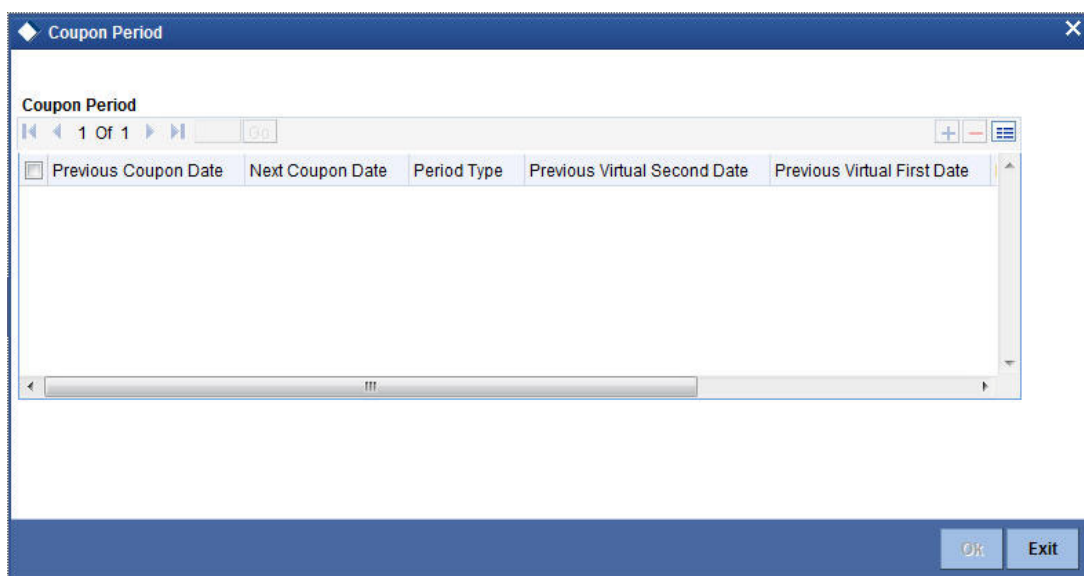 Coupon Period
Coupon Period
1 Of 1 Go
Previous Coupon Date Next Coupon Date Period Type Previous Virtual Second Date Previous Virtual First Date
Ok Exit